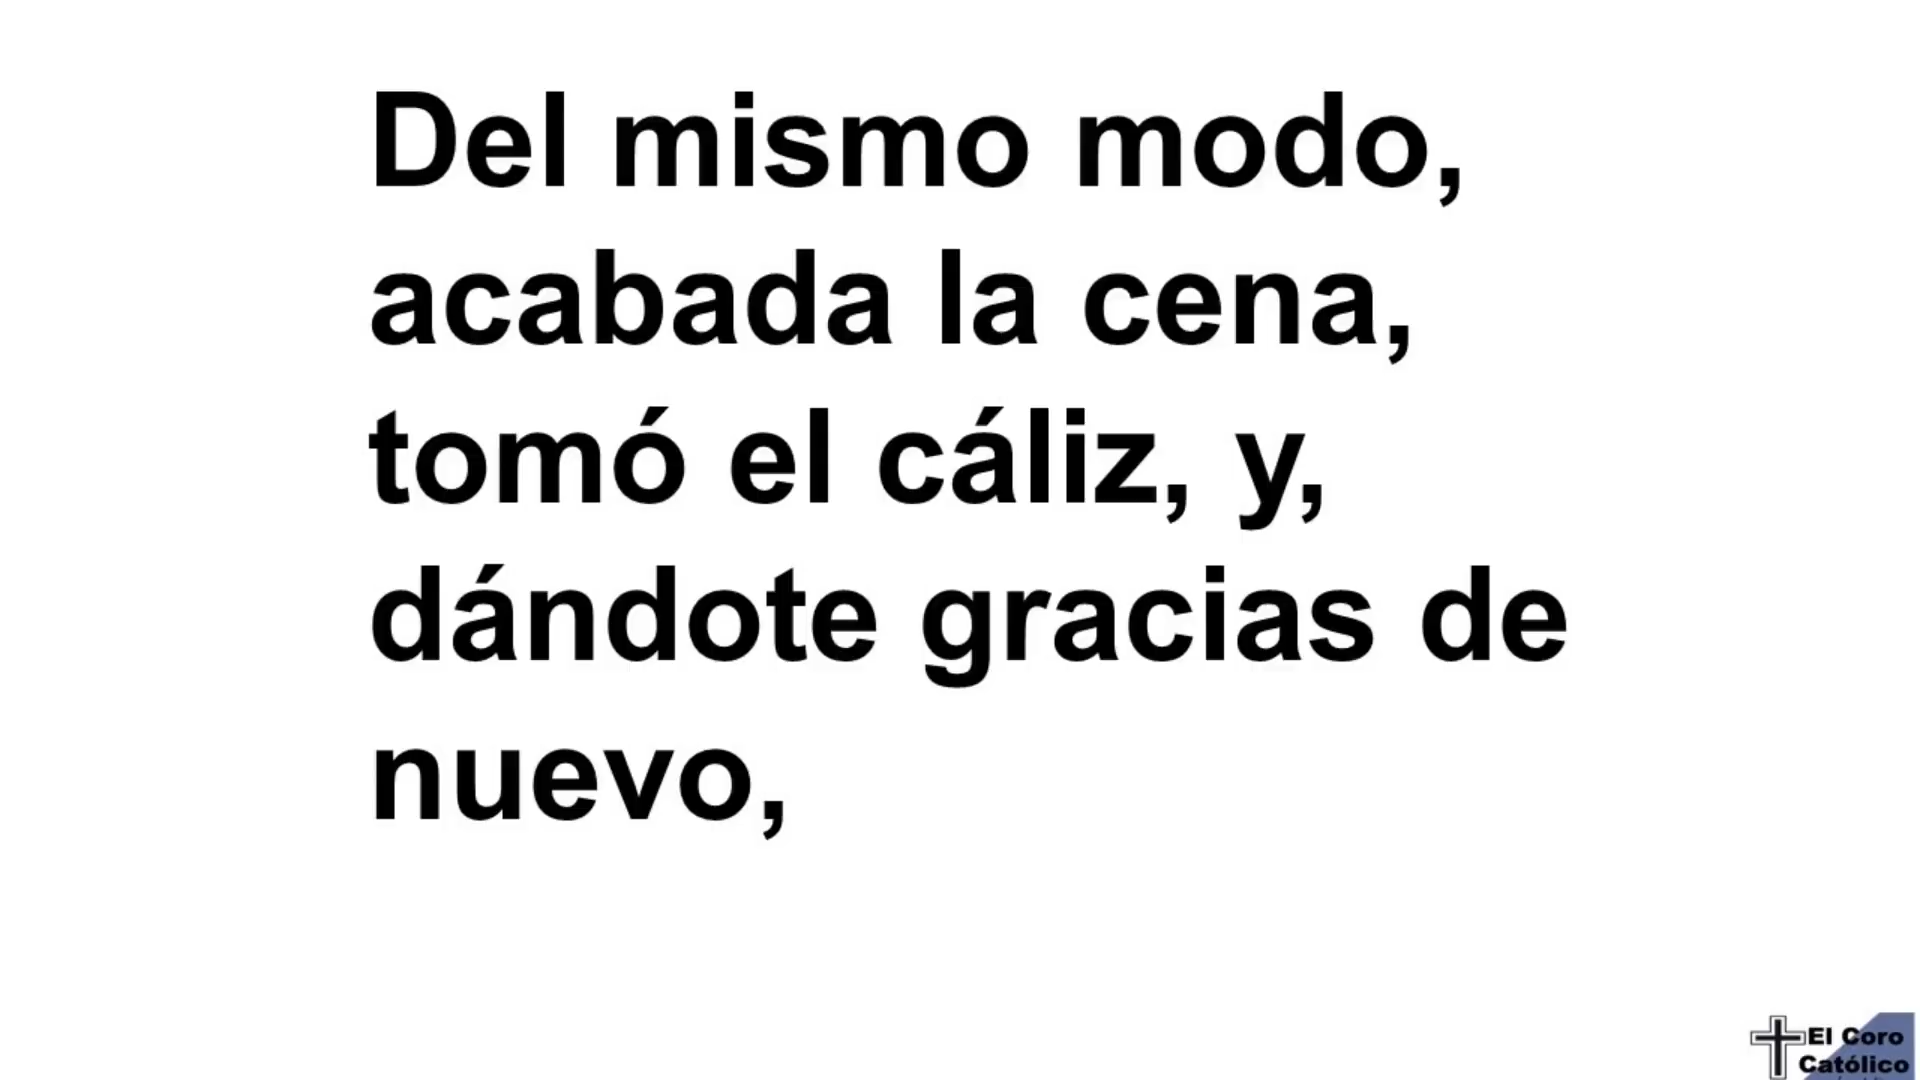 Del mismo modo,
acabada la cena,
tomó el cáliz, y,
dándote gracias de
nuevo,
El Coro
Católico